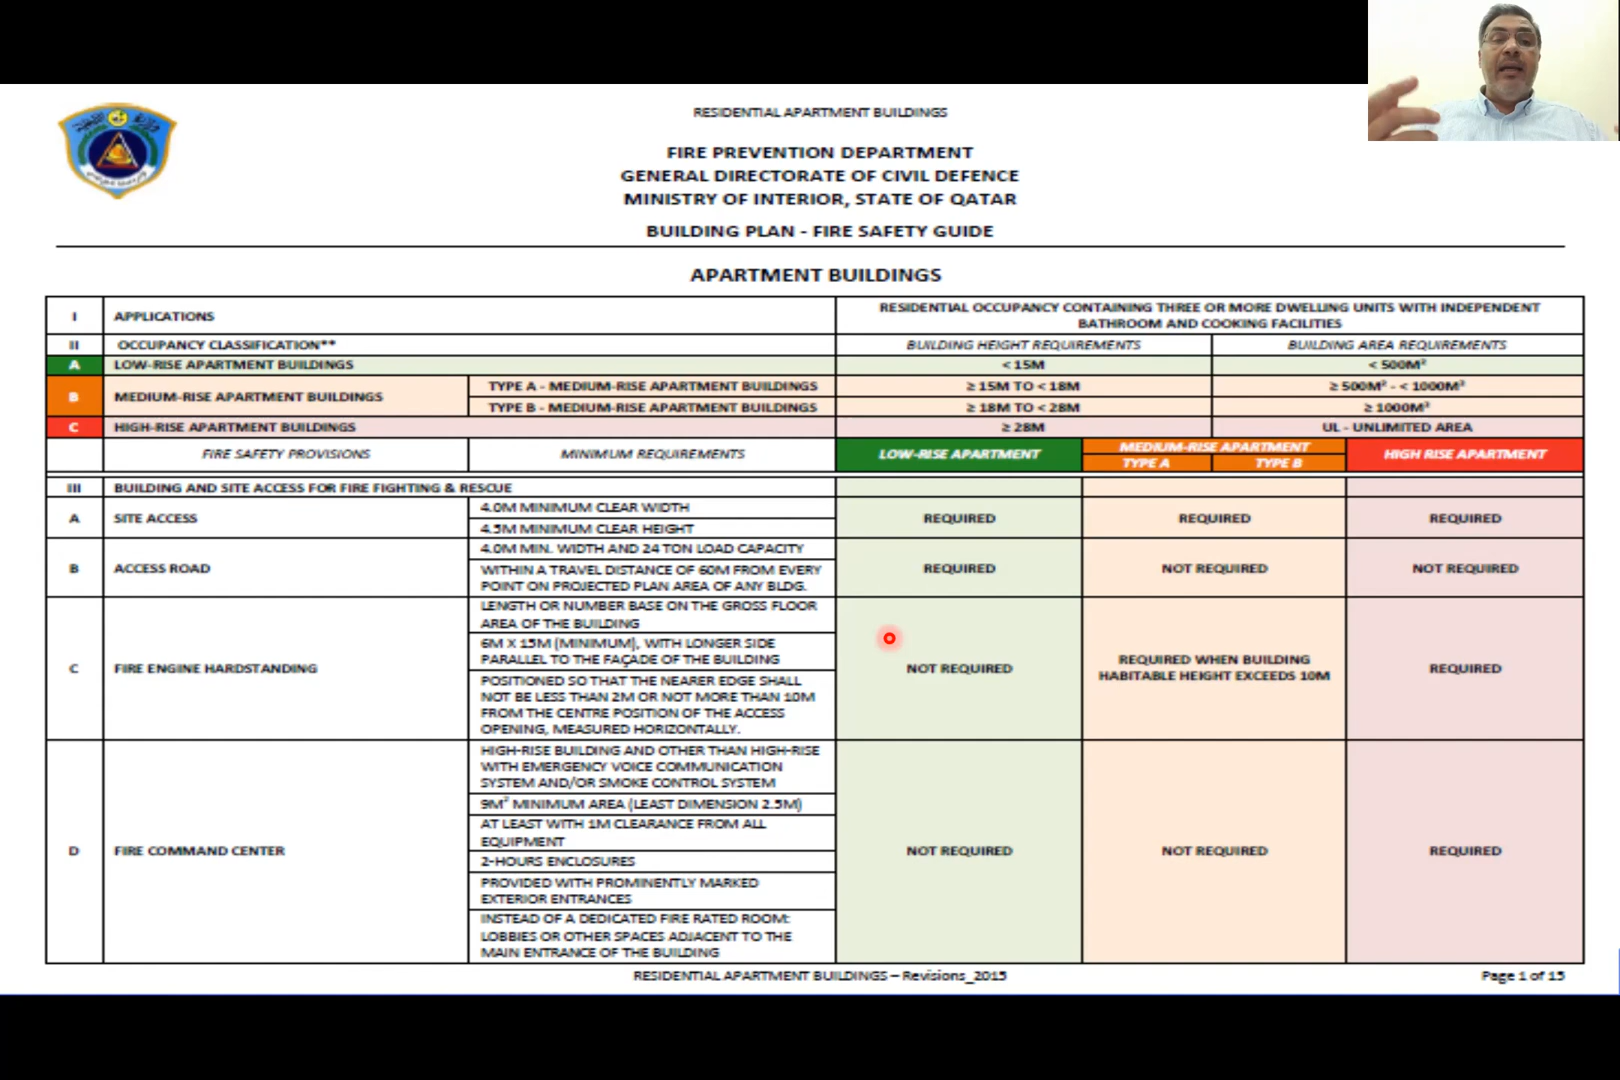 RESIDENTIAL APARTMENT BUILDINGS
FIRE PREVENTION DEPARTMENT
GENERAL DIRECTORATE OF CIVIL DEFENCE
MINISTRY OF INTERIOR, STATE OF QATAR
BUILDING PLAN - FIRE SAFETY GUIDE
APARTMENT BUILDINGS
I APPLICATIONS RESIDENTIAL OCCUPANCY CONTAINING THREE OR MORE DWELLING UNITS WITH INDEPENDENT
BATHROOM AND COOKING FACILITIES
II OCCUPANCY CLASSIFICATION** BUILDING HEIGHT REQUIREMENTS BUILDING AREA REQUIREMENTS
A LOW-RISE APARTMENT BUILDINGS < 15M < 500M²
B MEDIUM-RISE APARTMENT BUILDINGS TYPE A - MEDIUM-RISE APARTMENT BUILDINGS ≥ 15M TO < 18M ≥ 500M² - < 1000M²
TYPE B - MEDIUM-RISE APARTMENT BUILDINGS ≥ 18M TO < 28M ≥ 1000M²
C HIGH-RISE APARTMENT BUILDINGS ≥ 28M UL - UNLIMITED AREA
FIRE SAFETY PROVISIONS MINIMUM REQUIREMENTS LOW-RISE APARTMENT MEDIUM-RISE APARTMENT HIGH RISE APARTMENT
TYPE A TYPE B
III BUILDING AND SITE ACCESS FOR FIRE FIGHTING & RESCUE
A SITE ACCESS 4.0M MINIMUM CLEAR WIDTH REQUIRED REQUIRED REQUIRED
4.5M MINIMUM CLEAR HEIGHT
B ACCESS ROAD 4.0M MIN. WIDTH AND 24 TON LOAD CAPACITY REQUIRED NOT REQUIRED NOT REQUIRED
WITHIN A TRAVEL DISTANCE OF 60M FROM EVERY
POINT ON PROJECTED PLAN AREA OF ANY BLDG.
C FIRE ENGINE HARDSTANDING LENGTH OR NUMBER BASE ON THE GROSS FLOOR
AREA OF THE BUILDING
6M X 15M (MINIMUM), WITH LONGER SIDE
PARALLEL TO THE FAÇADE OF THE BUILDING
NOT REQUIRED REQUIRED WHEN BUILDING
HABITABLE HEIGHT EXCEEDS 10M REQUIRED
POSITIONED SO THAT THE NEARER EDGE SHALL
NOT BE LESS THAN 2M OR NOT MORE THAN 10M
FROM THE CENTRE POSITION OF THE ACCESS
OPENING, MEASURED HORIZONTALLY.
D FIRE COMMAND CENTER HIGH-RISE BUILDING AND OTHER THAN HIGH-RISE
WITH EMERGENCY VOICE COMMUNICATION
SYSTEM AND/OR SMOKE CONTROL SYSTEM
9M² MINIMUM AREA (LEAST DIMENSION 2.5M)
AT LEAST WITH 1M CLEARANCE FROM ALL
EQUIPMENT
NOT REQUIRED NOT REQUIRED REQUIRED
2-HOURS ENCLOSURES
PROVIDED WITH PROMINENTLY MARKED
EXTERIOR ENTRANCES
INSTEAD OF A DEDICATED FIRE RATED ROOM:
LOBBIES OR OTHER SPACES ADJACENT TO THE
MAIN ENTRANCE OF THE BUILDING
RESIDENTIAL APARTMENT BUILDINGS – Revisions_2015
Page 1 of 15